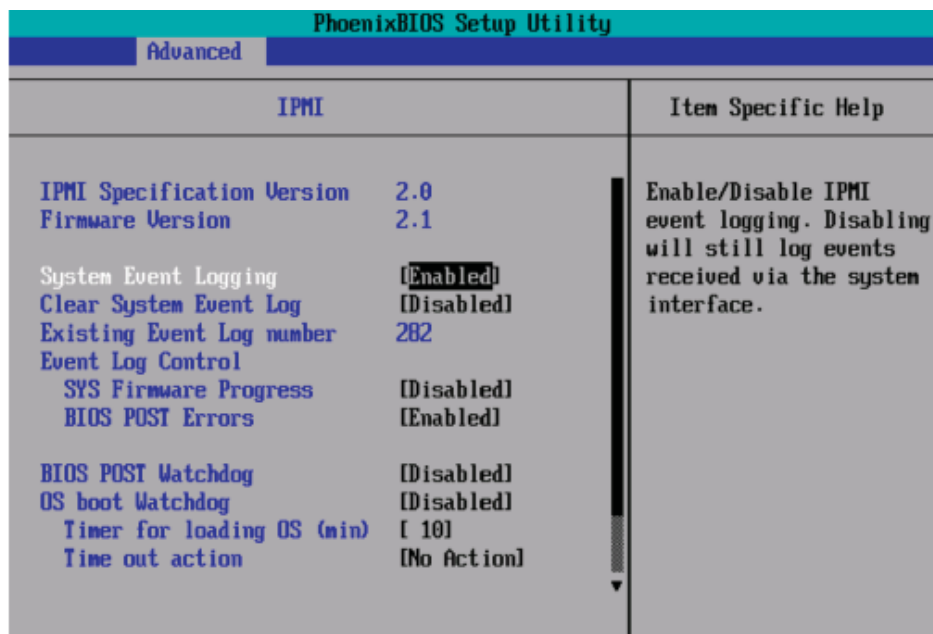 PhoenixBIOS Setup Utility
Advanced
IPMI
Item Specific Help
IPMI Specification Version 2.0
Firmware Version 2.1
System Event Logging [Enabled]
Clear System Event Log [Disabled]
Existing Event Log number 282
Event Log Control
SYS Firmware Progress [Disabled]
BIOS POST Errors [Enabled]
BIOS POST Watchdog [Disabled]
OS boot Watchdog [Disabled]
Timer for loading OS (min) [ 10]
Time out action [No Action]
Enable/Disable IPMI
event logging. Disabling
will still log events
received via the system
interface.